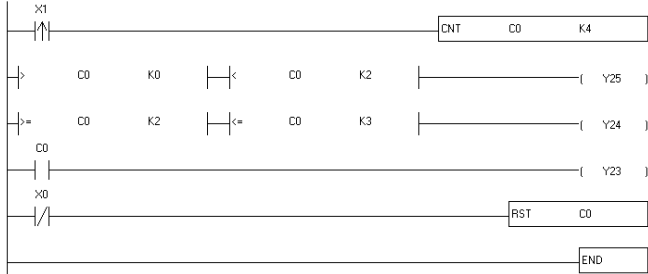 X1
CNT C0 K4
> C0 K0 < C0 K2 ( Y25 )
>= C0 K2 <= C0 K3 ( Y24 )
C0
( Y23 )
X0
RST C0
END